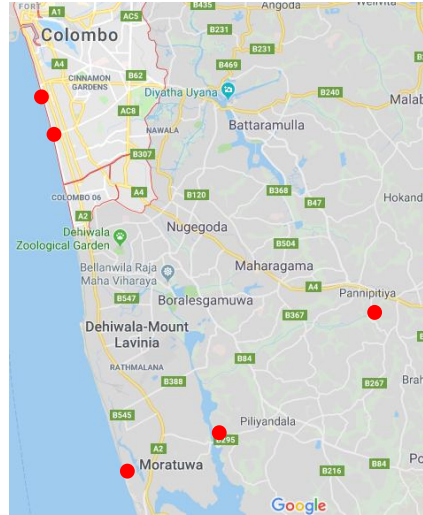 FORT
A1
B435
Angoda
Welivita
AC5
Colombo
B231
A4
B231
CINNAMON
GARDENS
B62
B469
Diyatha Uyana
B240
Malab
AC8
NAWALA
Battaramulla
B307
COLOMBO 06
A4
B120
B368
B47
Hokand
A2
Dehiwala
Zoological Garden
Nugegoda
B504
Bellanwila Raja
Maha Viharaya
Maharagama
A4
B547
Boralesgamuwa
Pannipitiya
B367
Dehiwala-Mount
Lavinia
RATHMALANA
B84
B388
B267
Brah
B545
Piliyandala
A2
B295
Moratuwa
B216
B84
Po
Google